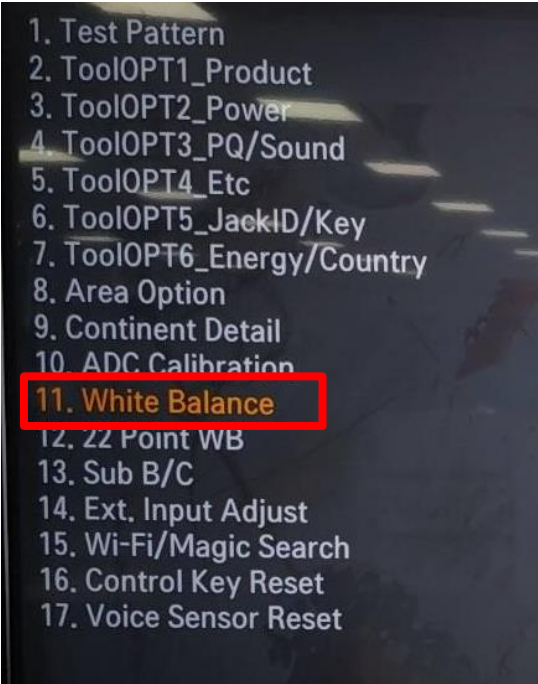 1. Test Pattern
2. ToolOPT1_Product
3. ToolOPT2_Power
4. ToolOPT3_PQ/Sound
5. ToolOPT4_Etc
6. ToolOPT5_JackID/Key
7. ToolOPT6_Energy/Country
8. Area Option
9. Continent Detail
10. ADC Calibration
11. White Balance
12. 22 Point WB
13. Sub B/C
14. Ext. Input Adjust
15. Wi-Fi/Magic Search
16. Control Key Reset
17. Voice Sensor Reset